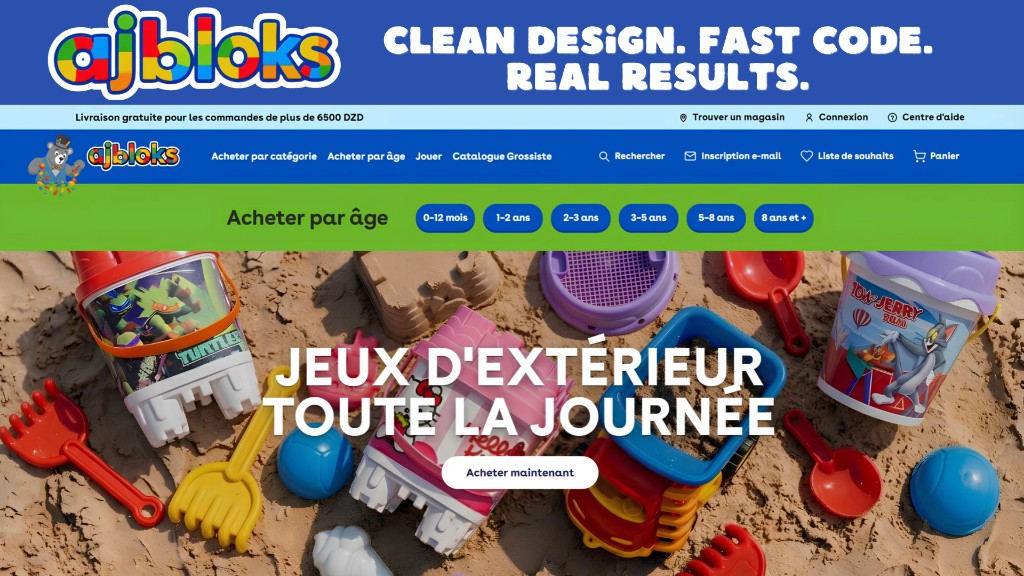 ajbloks
CLEAN DESiGN. FAST CODE.
REAL RESULTS.
Livraison gratuite pour les commandes de plus de 6500 DZD
Trouver un magasin
Connexion
Centre d'aide
ajbloks
Acheter par catégorie
Acheter par âge
Jouer
Catalogue Grossiste
Rechercher
Inscription e-mail
Liste de souhaits
Panier
Acheter par âge
0-12 mois
1-2 ans
2-3 ans
3-5 ans
5-8 ans
8 ans et +
TURTLES
TOM and JERRY
JEUX D'EXTÉRIEUR
TOUTE LA JOURNÉE
Hello
Acheter maintenant